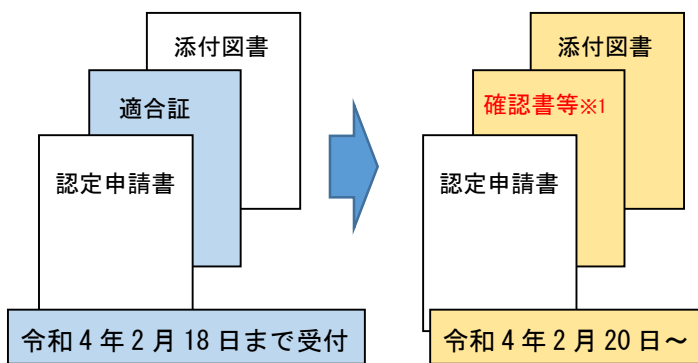 添付図書
適合証
認定申請書
令和4年2月18日まで受付
添付図書
確認書等※1
認定申請書
令和4年2月20日~